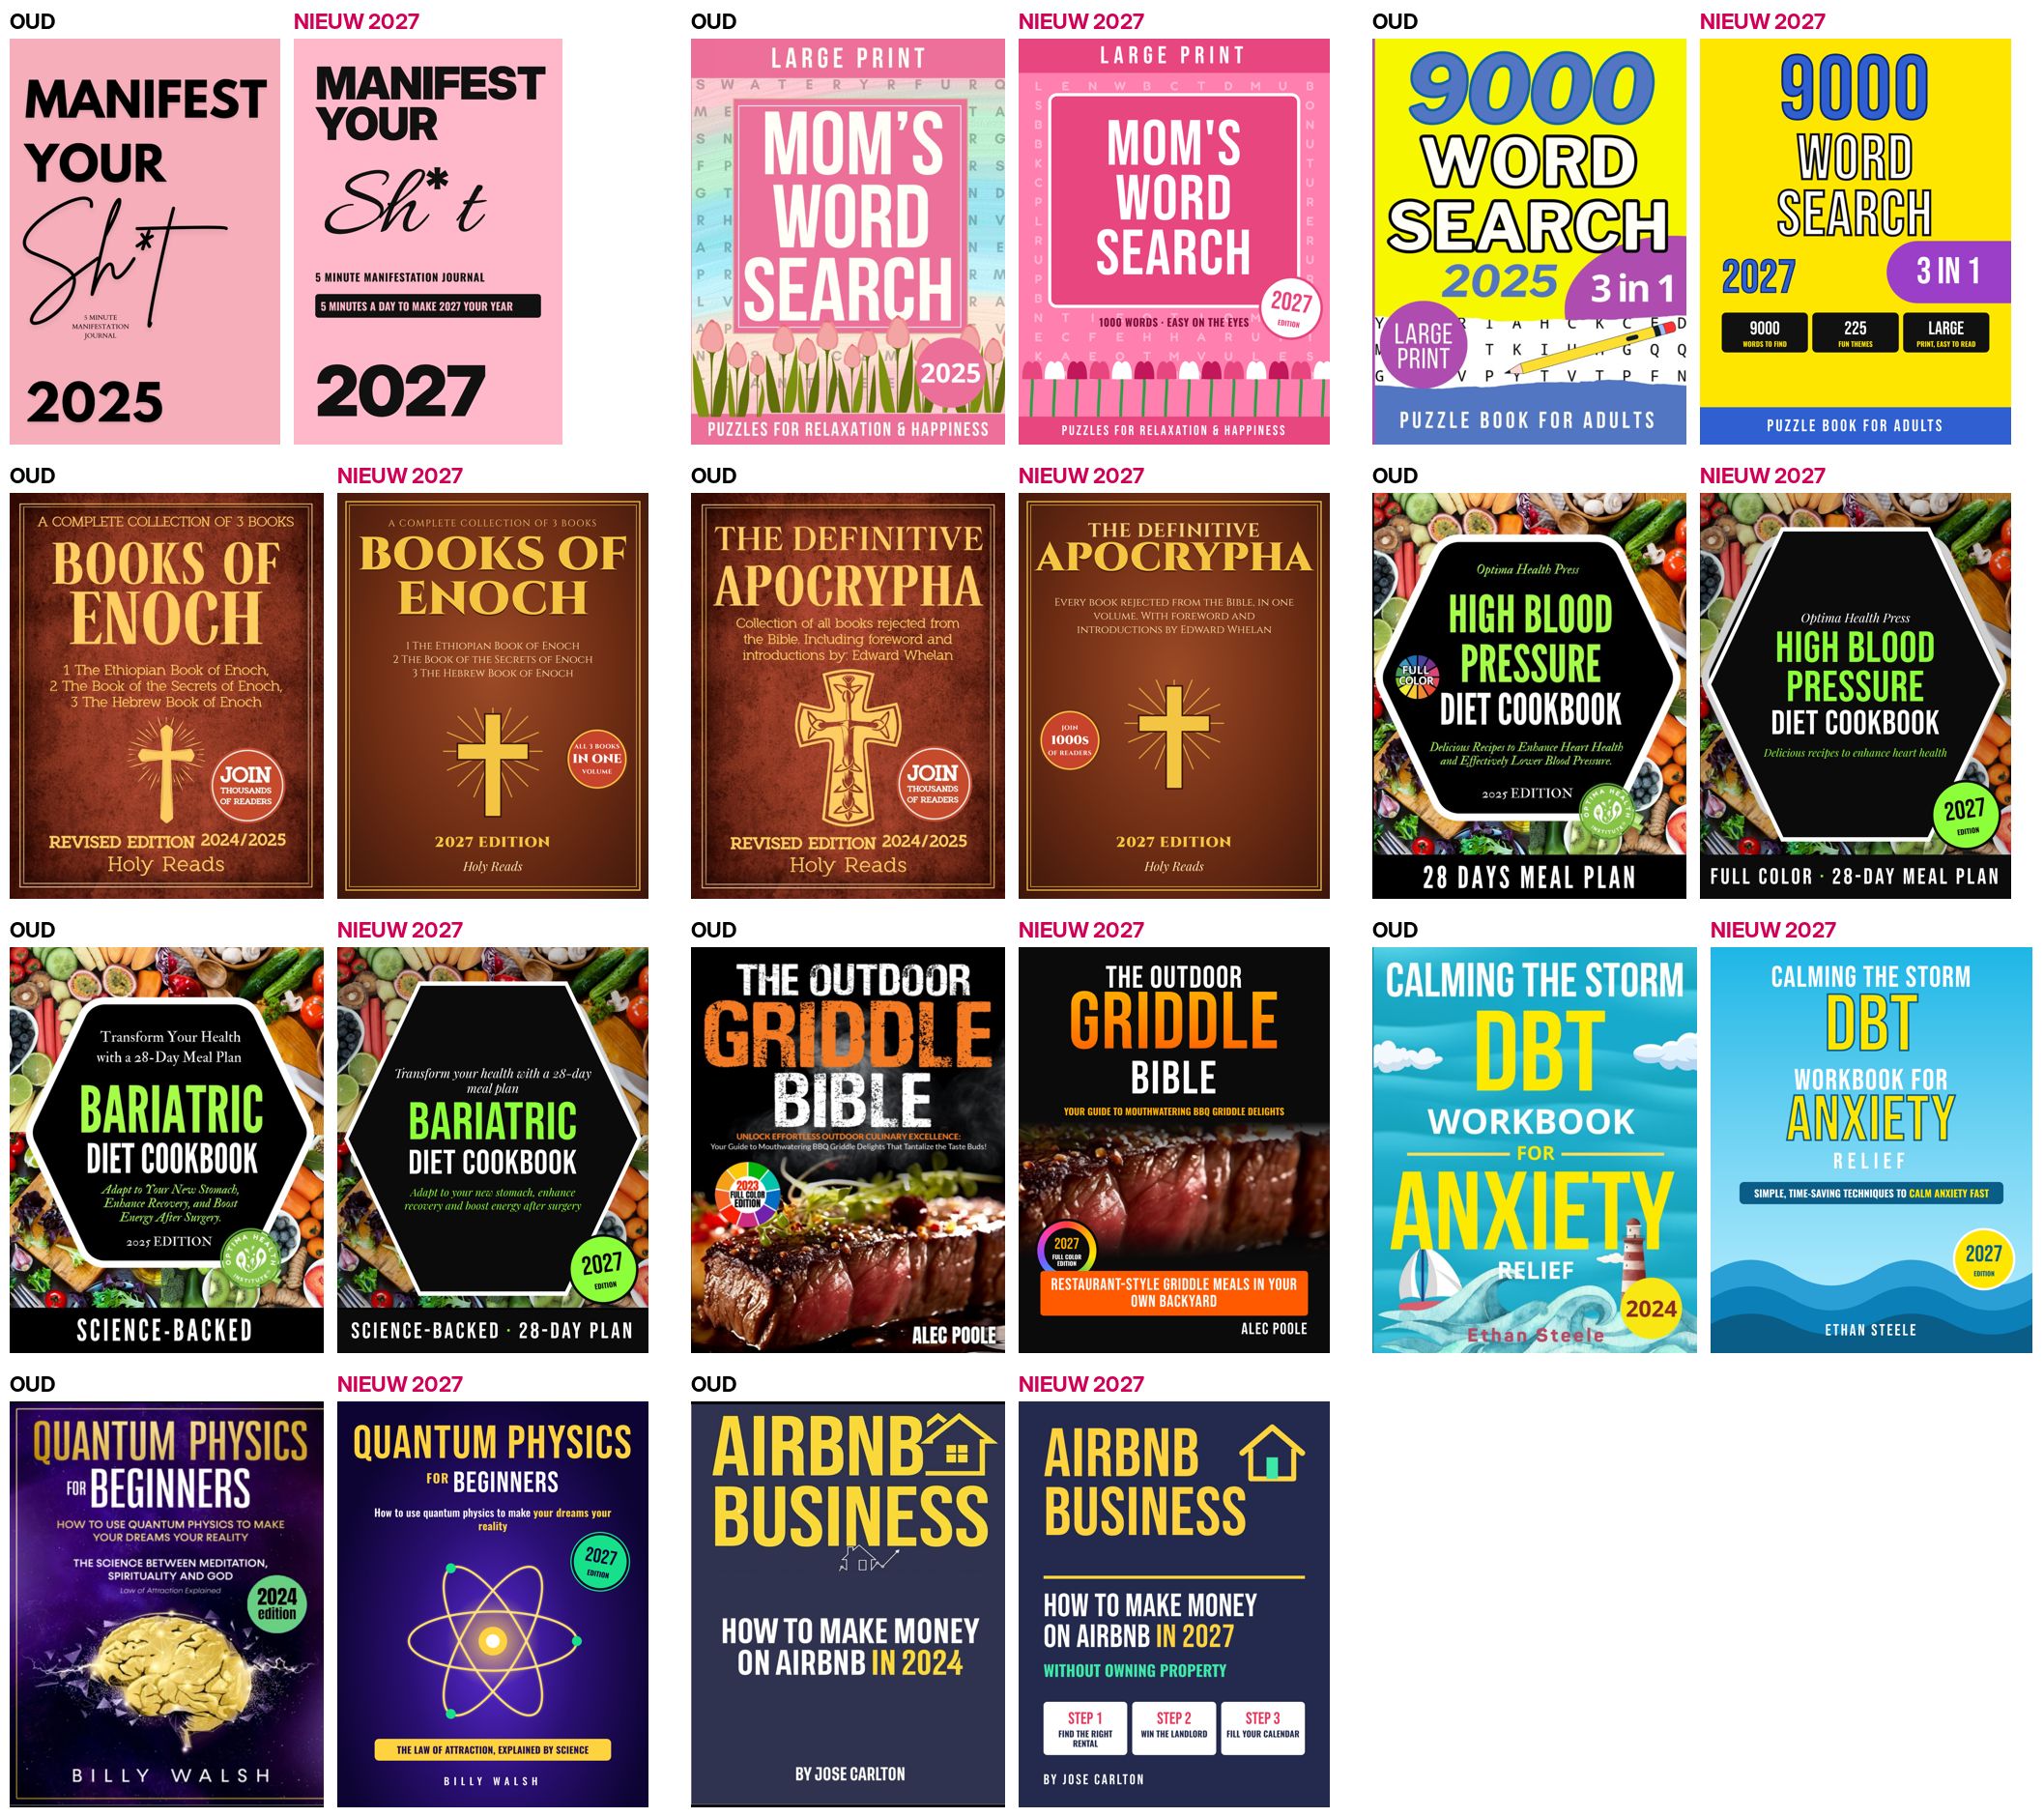 OUD
MANIFEST
YOUR
Sh*t
5 MINUTE
MANIFESTATION
JOURNAL
2025
NIEUW 2027
MANIFEST
YOUR
Sh*t
5 MINUTE MANIFESTATION JOURNAL
5 MINUTES A DAY TO MAKE 2027 YOUR YEAR
2027
OUD
LARGE PRINT
MOM'S
WORD
SEARCH
2025
PUZZLES FOR RELAXATION & HAPPINESS
NIEUW 2027
LARGE PRINT
MOM'S
WORD
SEARCH
2027
EDITION
1000 WORDS · EASY ON THE EYES
PUZZLES FOR RELAXATION & HAPPINESS
OUD
9000
WORD
SEARCH
2025
3 in 1
LARGE
PRINT
PUZZLE BOOK FOR ADULTS
NIEUW 2027
9000
WORD
SEARCH
2027
3 IN 1
9000
WORDS TO FIND
225
FUN THEMES
LARGE
PRINT, EASY TO READ
PUZZLE BOOK FOR ADULTS
OUD
A COMPLETE COLLECTION OF 3 BOOKS
BOOKS OF
ENOCH
1 The Ethiopian Book of Enoch,
2 The Book of the Secrets of Enoch,
3 The Hebrew Book of Enoch
JOIN
THOUSANDS
OF READERS
REVISED EDITION 2024/2025
Holy Reads
NIEUW 2027
A COMPLETE COLLECTION OF 3 BOOKS
BOOKS OF
ENOCH
1 The Ethiopian Book of Enoch
2 The Book of the Secrets of Enoch
3 The Hebrew Book of Enoch
ALL 3 BOOKS
IN ONE
VOLUME
2027 EDITION
Holy Reads
OUD
THE DEFINITIVE
APOCRYPHA
Collection of all books rejected from
the Bible. Including foreword and
introductions by: Edward Whelan
JOIN
THOUSANDS
OF READERS
REVISED EDITION 2024/2025
Holy Reads
NIEUW 2027
THE DEFINITIVE
APOCRYPHA
Every book rejected from the Bible, in one
volume. With foreword and
introductions by Edward Whelan
JOIN
1000S
OF READERS
2027 EDITION
Holy Reads
OUD
Optima Health Press
HIGH BLOOD
PRESSURE
DIET COOKBOOK
FULL
COLOR
Delicious Recipes to Enhance Heart Health
and Effectively Lower Blood Pressure.
2025 EDITION
OPTIMA HEALTH
INSTITUTE
28 DAYS MEAL PLAN
NIEUW 2027
Optima Health Press
HIGH BLOOD
PRESSURE
DIET COOKBOOK
Delicious recipes to enhance heart health
2027
EDITION
FULL COLOR · 28-DAY MEAL PLAN
OUD
Transform Your Health
with a 28-Day Meal Plan
BARIATRIC
DIET COOKBOOK
Adapt to Your New Stomach,
Enhance Recovery, and Boost
Energy After Surgery.
2025 EDITION
OPTIMA HEALTH
INSTITUTE
SCIENCE-BACKED
NIEUW 2027
Transform your health with a 28-day
meal plan
BARIATRIC
DIET COOKBOOK
Adapt to your new stomach, enhance
recovery and boost energy after surgery
2027
EDITION
SCIENCE-BACKED · 28-DAY PLAN
OUD
THE OUTDOOR
GRIDDLE
BIBLE
UNLOCK EFFORTLESS OUTDOOR CULINARY EXCELLENCE:
Your Guide to Mouthwatering BBQ Griddle Delights That Tantalize the Taste Buds!
2023
FULL COLOR
EDITION
ALEC POOLE
NIEUW 2027
THE OUTDOOR
GRIDDLE
BIBLE
YOUR GUIDE TO MOUTHWATERING BBQ GRIDDLE DELIGHTS
2027
FULL COLOR
EDITION
RESTAURANT-STYLE GRIDDLE MEALS IN YOUR
OWN BACKYARD
ALEC POOLE
OUD
CALMING THE STORM
DBT
WORKBOOK
FOR
ANXIETY
RELIEF
2024
Ethan Steele
NIEUW 2027
CALMING THE STORM
DBT
WORKBOOK FOR
ANXIETY
RELIEF
SIMPLE, TIME-SAVING TECHNIQUES TO CALM ANXIETY FAST
2027
EDITION
ETHAN STEELE
OUD
QUANTUM PHYSICS
FOR BEGINNERS
HOW TO USE QUANTUM PHYSICS TO MAKE
YOUR DREAMS YOUR REALITY
THE SCIENCE BETWEEN MEDITATION,
SPIRITUALITY AND GOD
Law of Attraction Explained
2024
edition
BILLY WALSH
NIEUW 2027
QUANTUM PHYSICS
FOR BEGINNERS
How to use quantum physics to make your dreams your
reality
2027
EDITION
THE LAW OF ATTRACTION, EXPLAINED BY SCIENCE
BILLY WALSH
OUD
AIRBNB
BUSINESS
HOW TO MAKE MONEY
ON AIRBNB IN 2024
BY JOSE CARLTON
NIEUW 2027
AIRBNB
BUSINESS
HOW TO MAKE MONEY
ON AIRBNB IN 2027
WITHOUT OWNING PROPERTY
STEP 1
FIND THE RIGHT
RENTAL
STEP 2
WIN THE LANDLORD
STEP 3
FILL YOUR CALENDAR
BY JOSE CARLTON